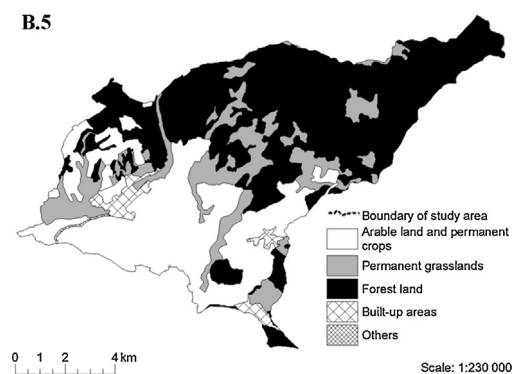 B.5
Boundary of study area
Arable land and permanent
crops
Permanent grasslands
Forest land
Built-up areas
Others
0 1 2 4 km
Scale: 1:230 000